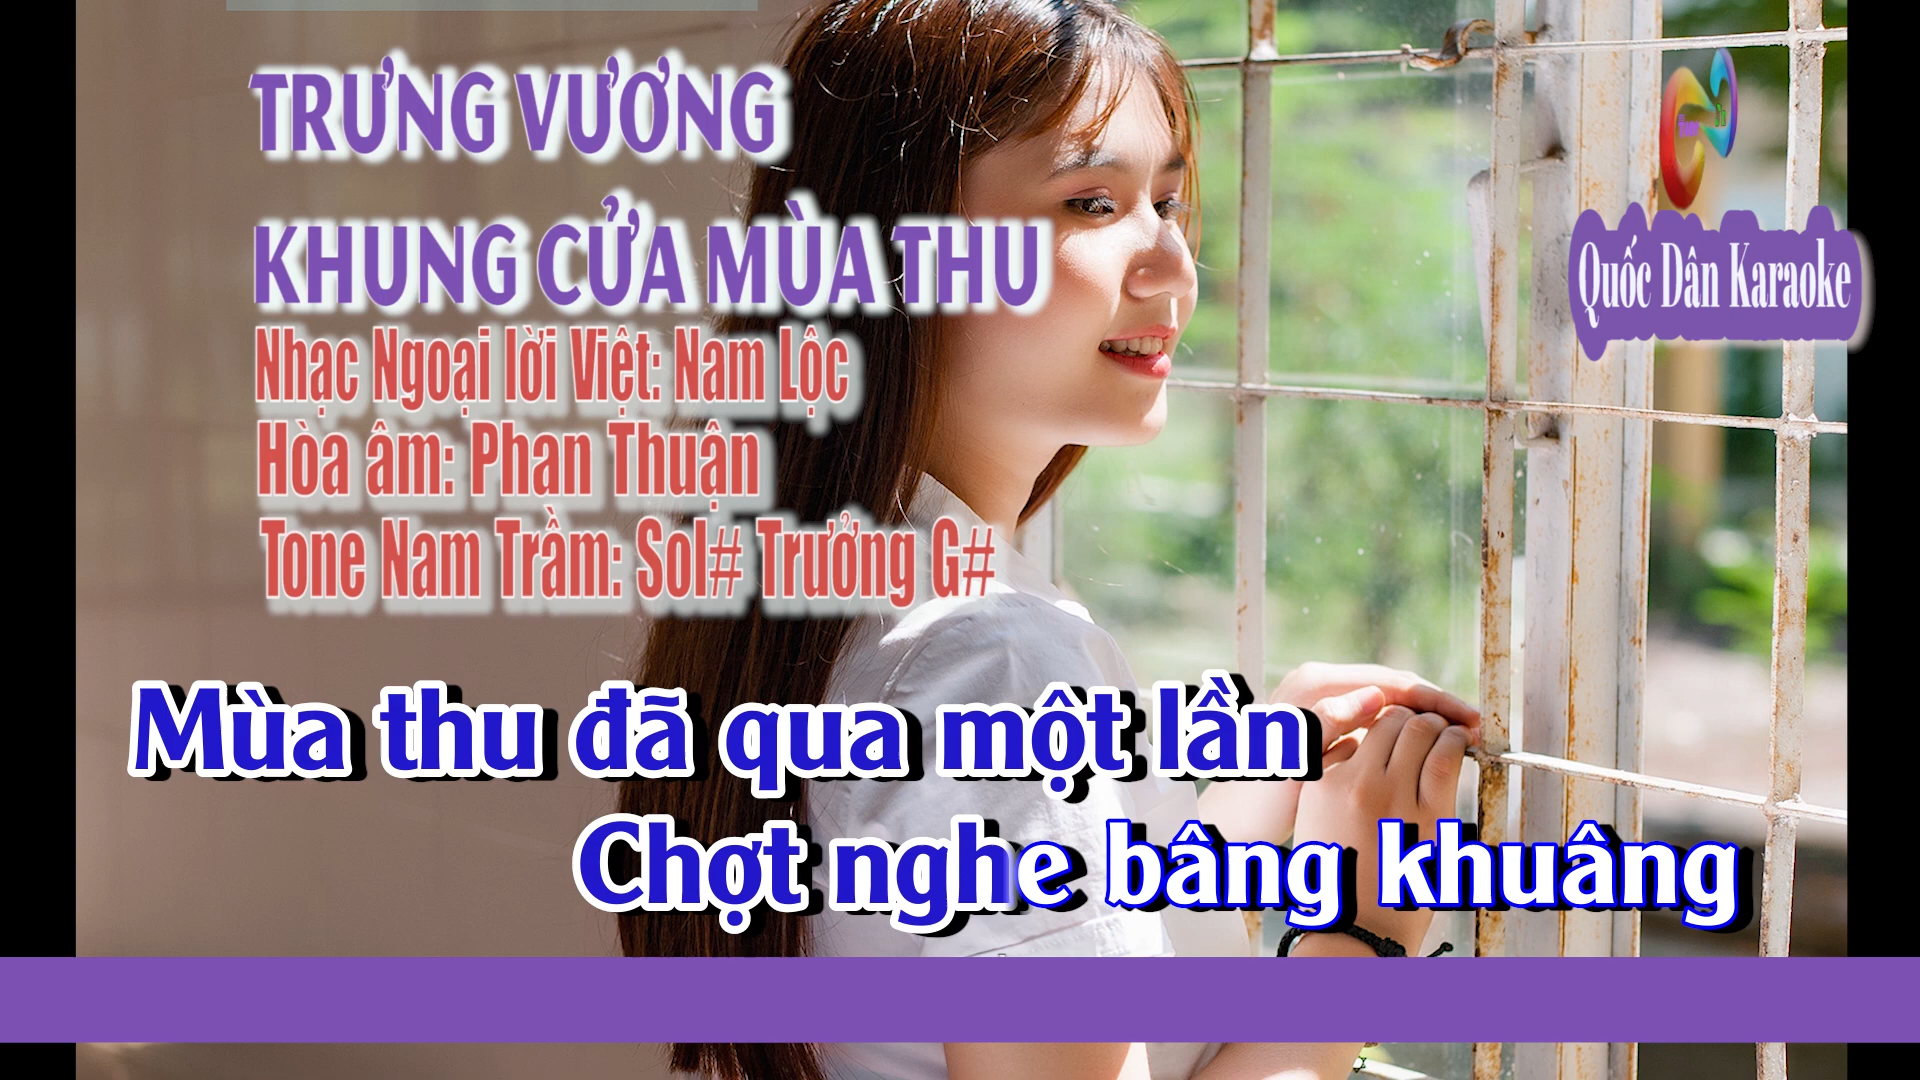 TRƯNG VƯƠNG
KHUNG CỬA MÙA THU
Nhạc Ngoại lời Việt: Nam Lộc
Hòa âm: Phan Thuận
Tone Nam Trầm: Sol# Trưởng G#
Quốc Dân Karaoke
Mùa thu đã qua một lần
Chợt nghe bâng khuâng